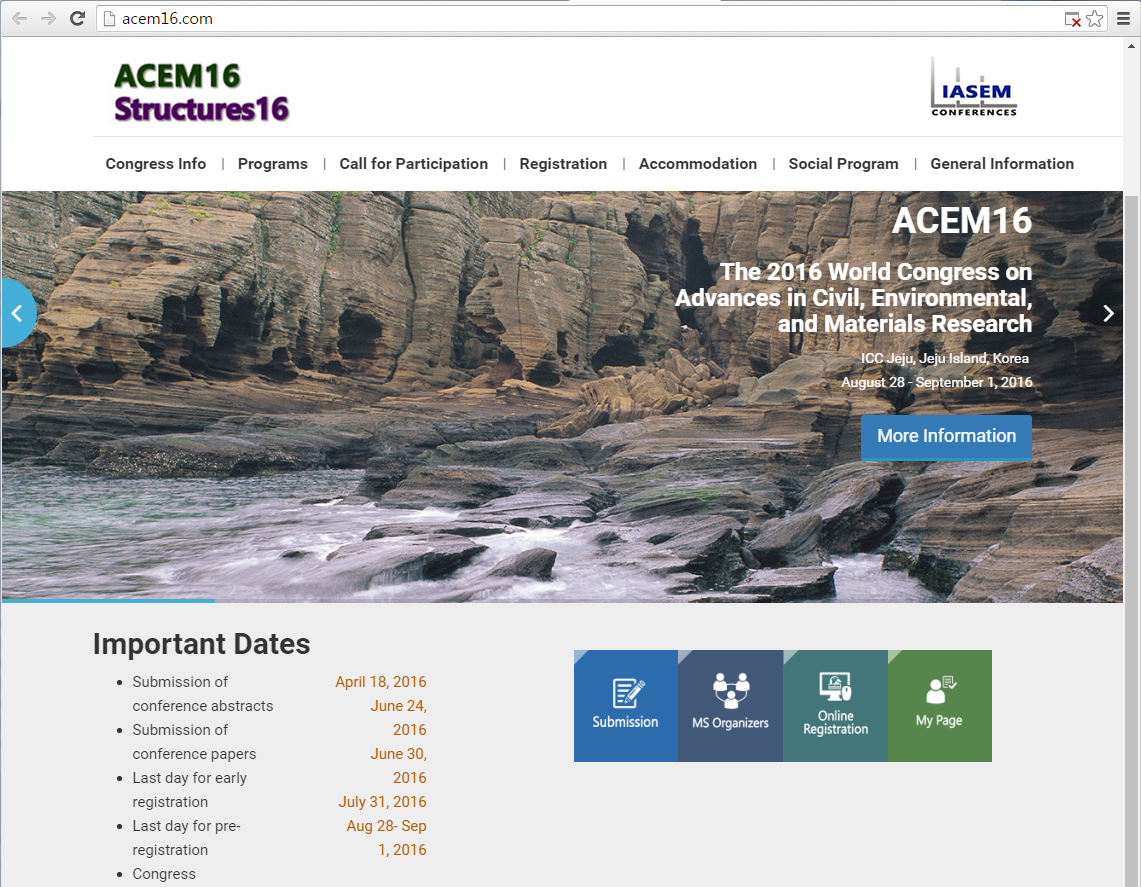 acem16.com
ACEM16
Structures16
IASEM
CONFERENCES
Congress Info | Programs | Call for Participation | Registration | Accommodation | Social Program | General Information
ACEM16
The 2016 World Congress on
Advances in Civil, Environmental,
and Materials Research
ICC Jeju, Jeju Island, Korea
August 28 - September 1, 2016
More Information
Important Dates
Submission of
conference abstracts
Submission of
conference papers
Last day for early
registration
Last day for pre-
registration
Congress
April 18, 2016
June 24,
2016
June 30,
2016
July 31, 2016
Aug 28- Sep
1, 2016
Submission
MS Organizers
Online
Registration
My Page